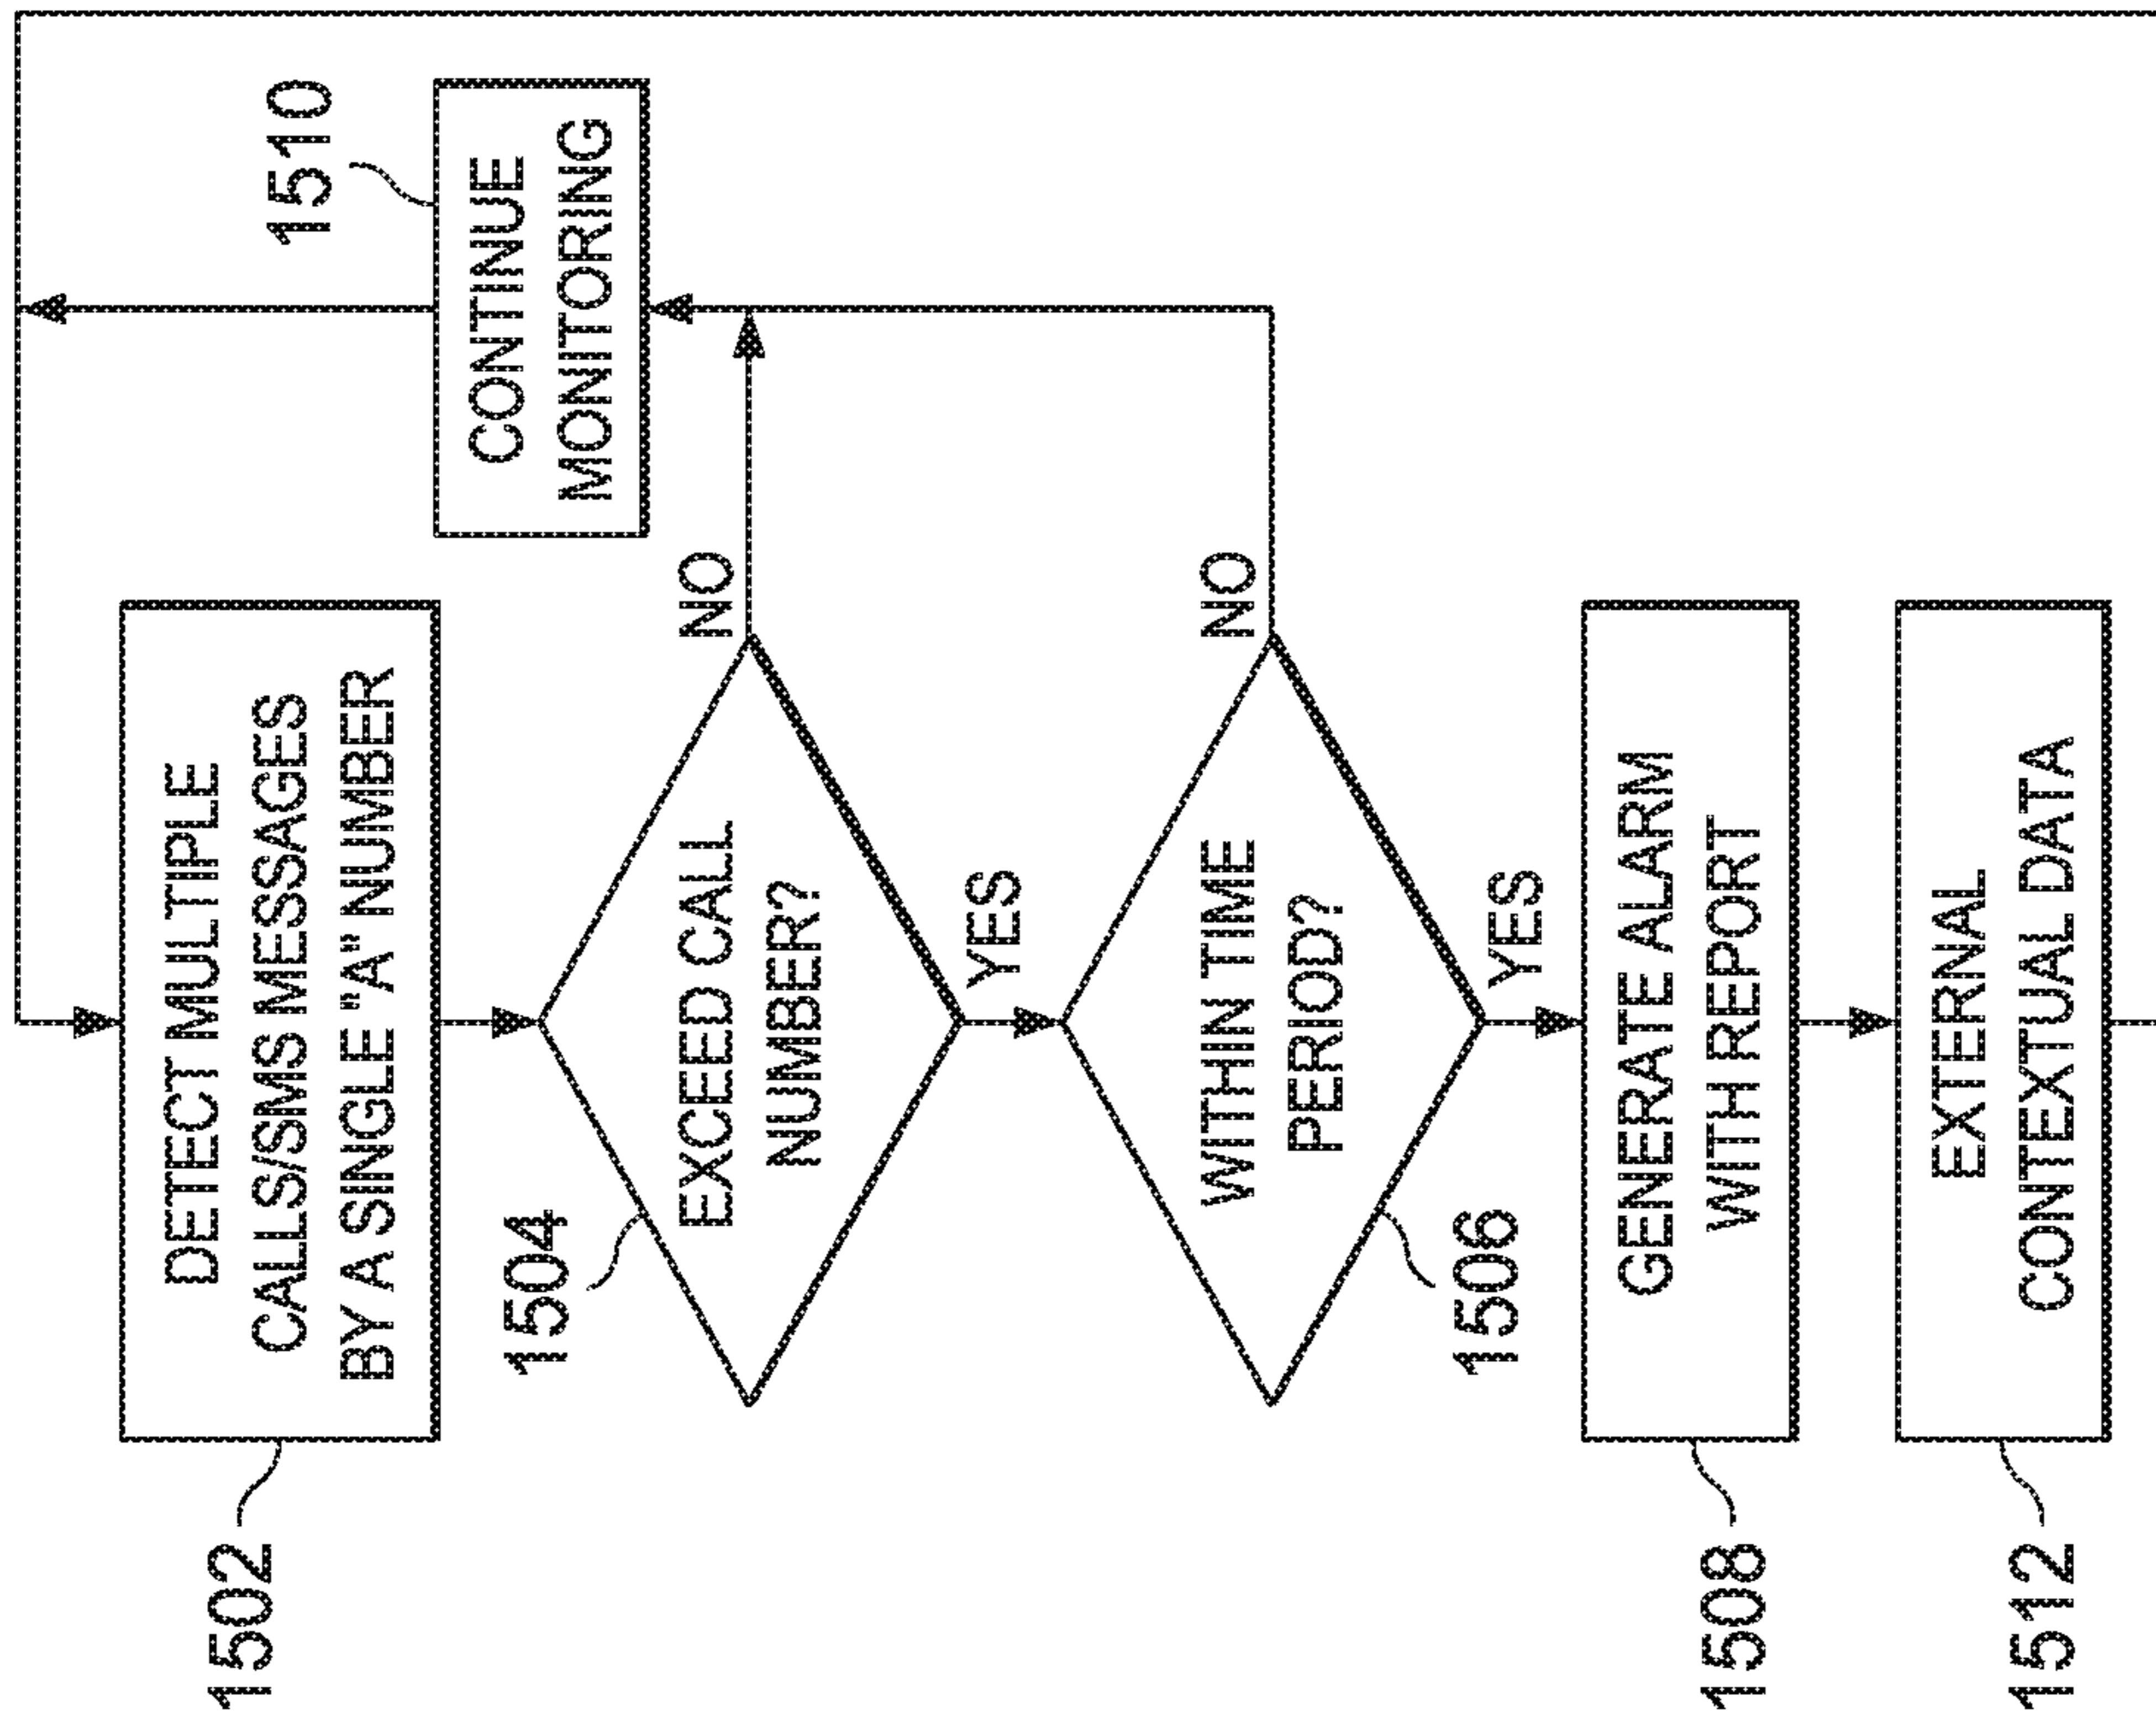 1502
DETECT MULTIPLE
CALLS/SMS MESSAGES
BY A SINGLE "A" NUMBER
1504
EXCEED CALL
NUMBER?
NO
YES
1510
CONTINUE
MONITORING
1506
WITHIN TIME
PERIOD?
NO
YES
1508
GENERATE ALARM
WITH REPORT
1512
EXTERNAL
CONTEXTUAL DATA